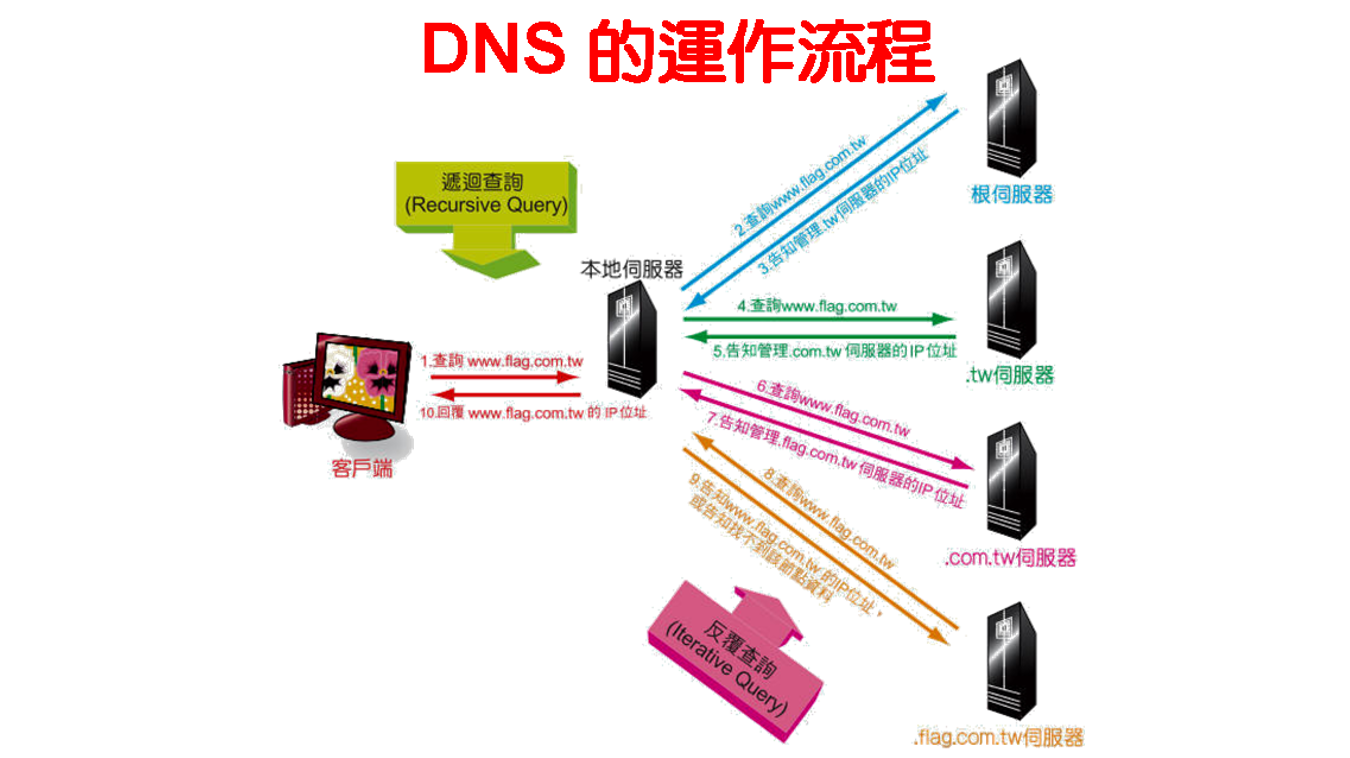 DNS 的運作流程
遞迴查詢
(Recursive Query)
本地伺服器
1.查詢 www.flag.com.tw
10.回覆 www.flag.com.tw 的 IP位址
客戶端
2.查詢www.flag.com.tw
3.告知管理.tw 伺服器的IP位址
根伺服器
4.查詢www.flag.com.tw
5.告知管理.com.tw 伺服器的IP位址
.tw伺服器
6.查詢www.flag.com.tw
7.告知管理.flag.com.tw 伺服器的IP位址
.com.tw伺服器
8.查詢www.flag.com.tw
9.告知www.flag.com.tw 的IP位址，
或告知找不到該節點資料
反覆查詢
(Iterative Query)
.flag.com.tw伺服器